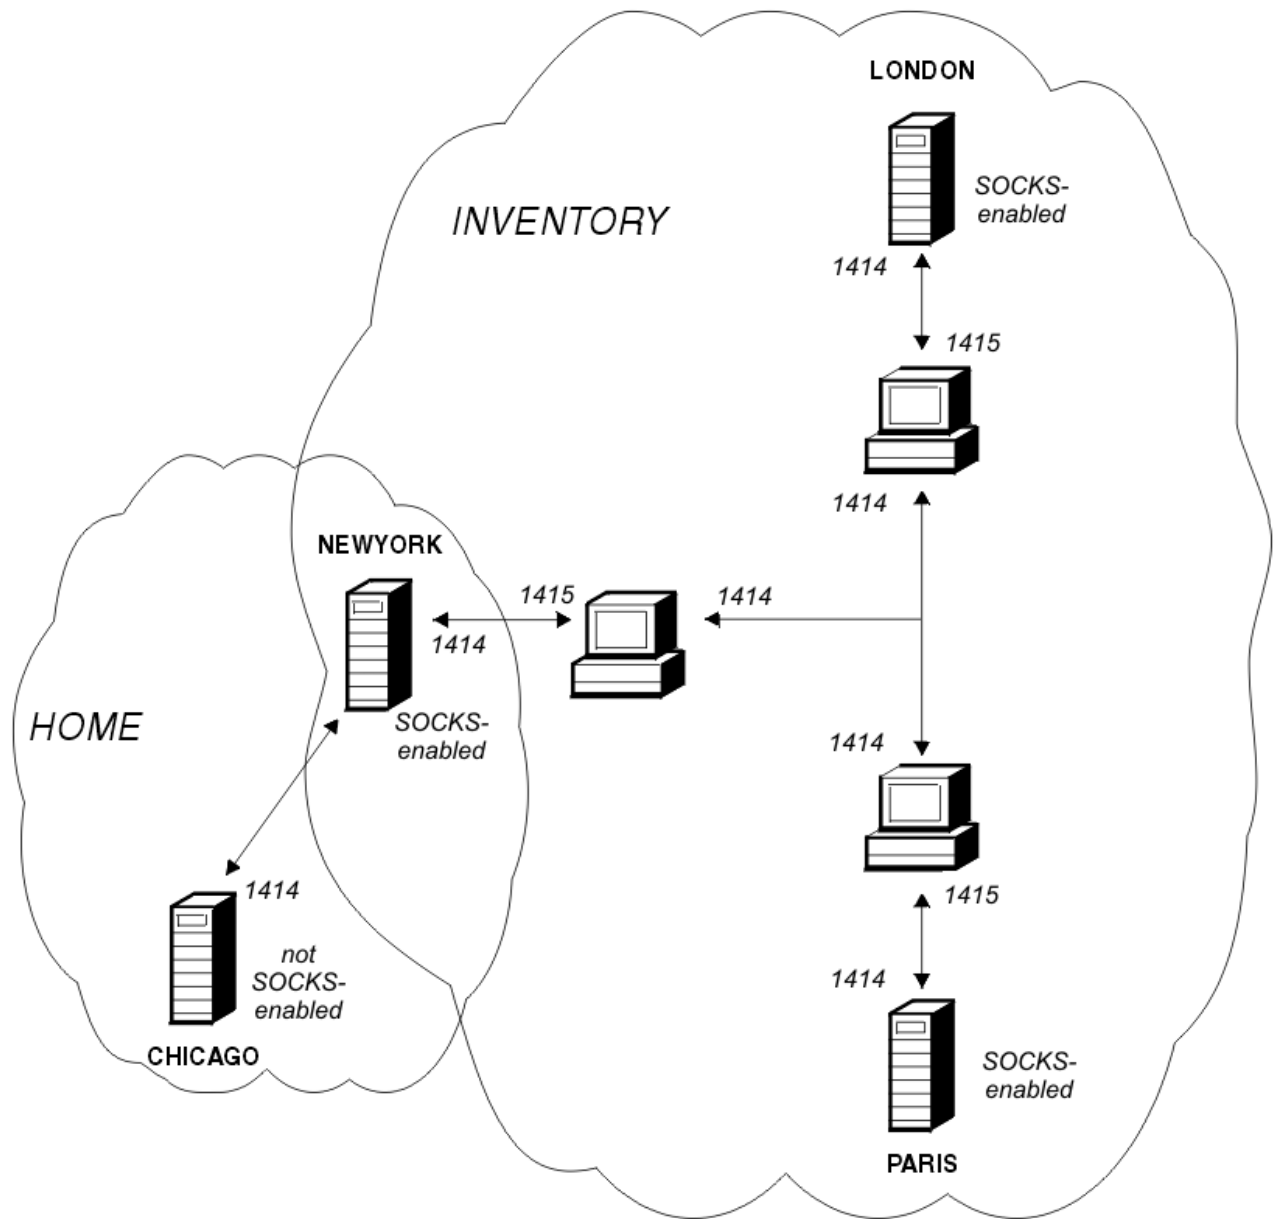 LONDON
SOCKS-
enabled
INVENTORY
1414
1415
1414
NEWYORK
1415
1414
1414
SOCKS-
enabled
HOME
1414
1414
1415
not
SOCKS-
enabled
1414
CHICAGO
SOCKS-
enabled
PARIS